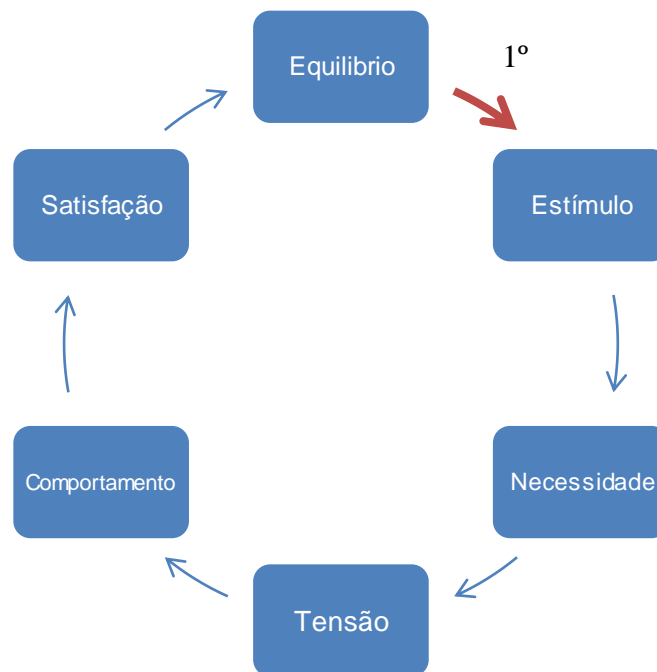 Equilibrio
1º
Estímulo
Necessidade
Tensão
Comportamento
Satisfação